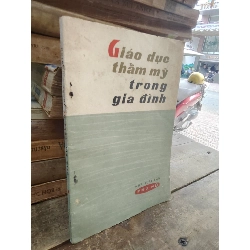 Giáo dục
thẩm mỹ
trong
gia đình